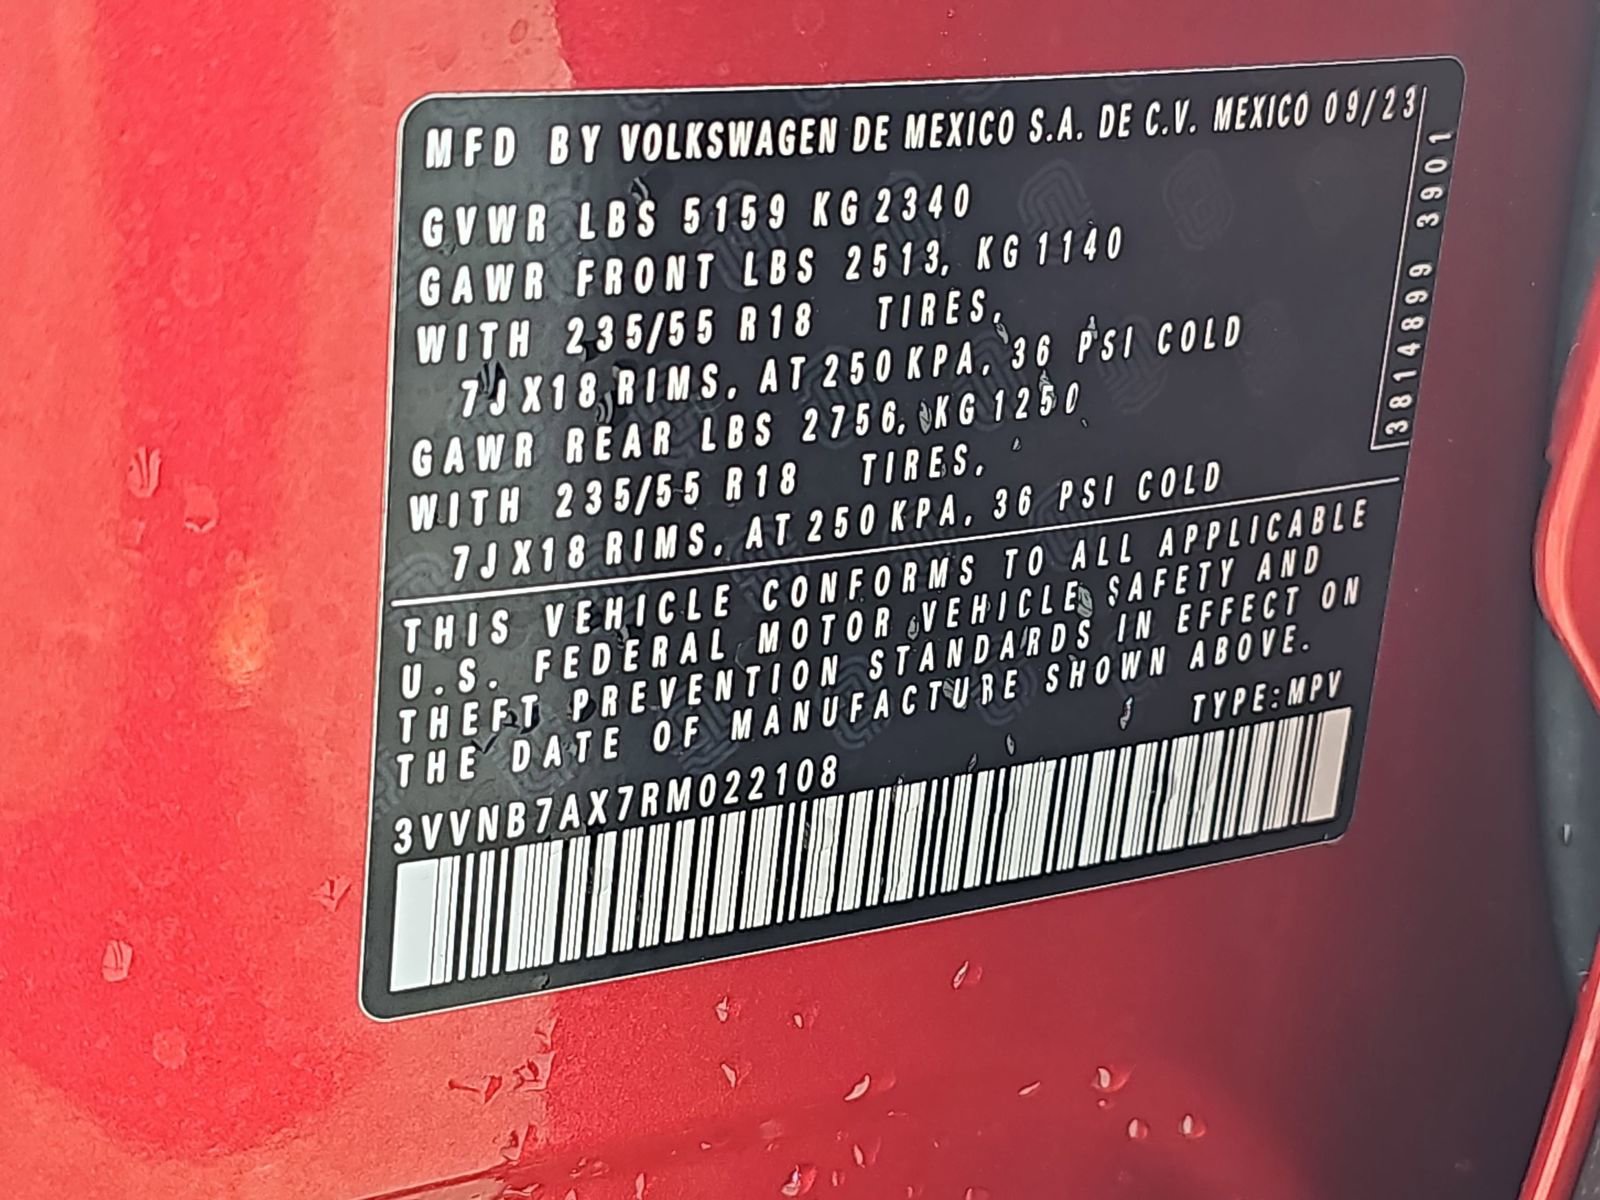 MFD BY VOLKSWAGEN DE MEXICO S.A. DE C.V. MEXICO 09/23
GVWR LBS 5159 KG 2340
GAWR FRONT LBS 2513, KG 1140
WITH 235/55 R18 TIRES,
7JX18 RIMS, AT 250 KPA, 36 PSI COLD
GAWR REAR LBS 2756, KG 1250
WITH 235/55 R18 TIRES,
7JX18 RIMS, AT 250 KPA, 36 PSI COLD
THIS VEHICLE CONFORMS TO ALL APPLICABLE
U.S. FEDERAL MOTOR VEHICLE SAFETY AND
THEFT PREVENTION STANDARDS IN EFFECT ON
THE DATE OF MANUFACTURE SHOWN ABOVE.
TYPE:MPV
3VVNB7AX7RM022108
3814899 3901